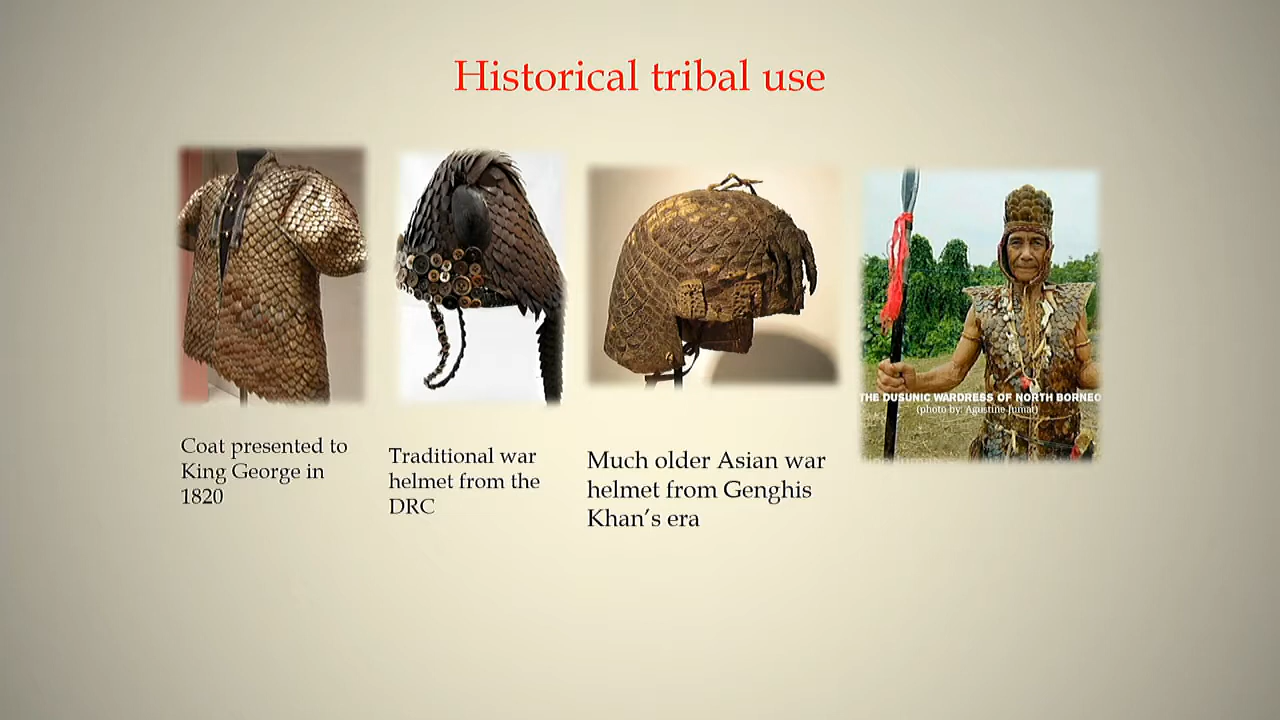 Historical tribal use
Coat presented to
King George in
1820
Traditional war
helmet from the
DRC
Much older Asian war
helmet from Genghis
Khan's era
THE DUSUNIC WARDRESS OF NORTH BORNEO
(photo by: Agustine Jumat)